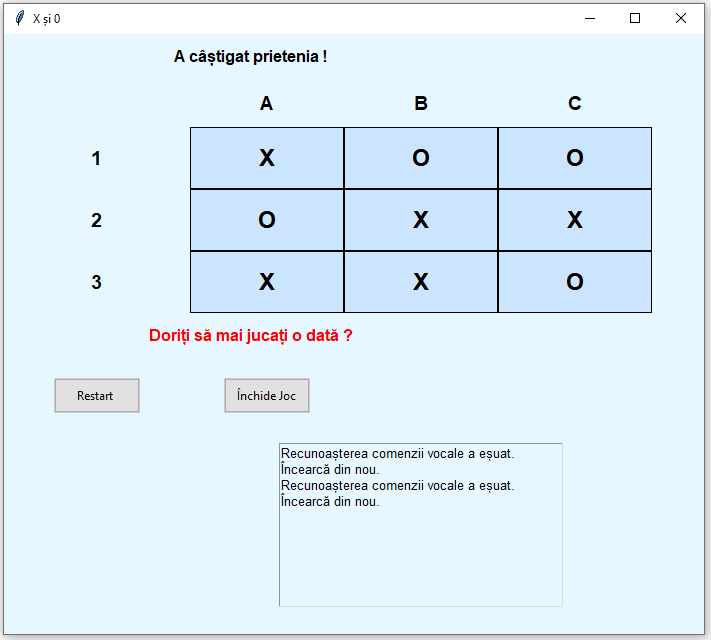 X și 0
A câștigat prietenia !
A B C
1 X O O
2 O X X
3 X X O
Doriți să mai jucați o dată ?
Restart Închide Joc
Recunoașterea comenzii vocale a eșuat.
Încearcă din nou.
Recunoașterea comenzii vocale a eșuat.
Încearcă din nou.